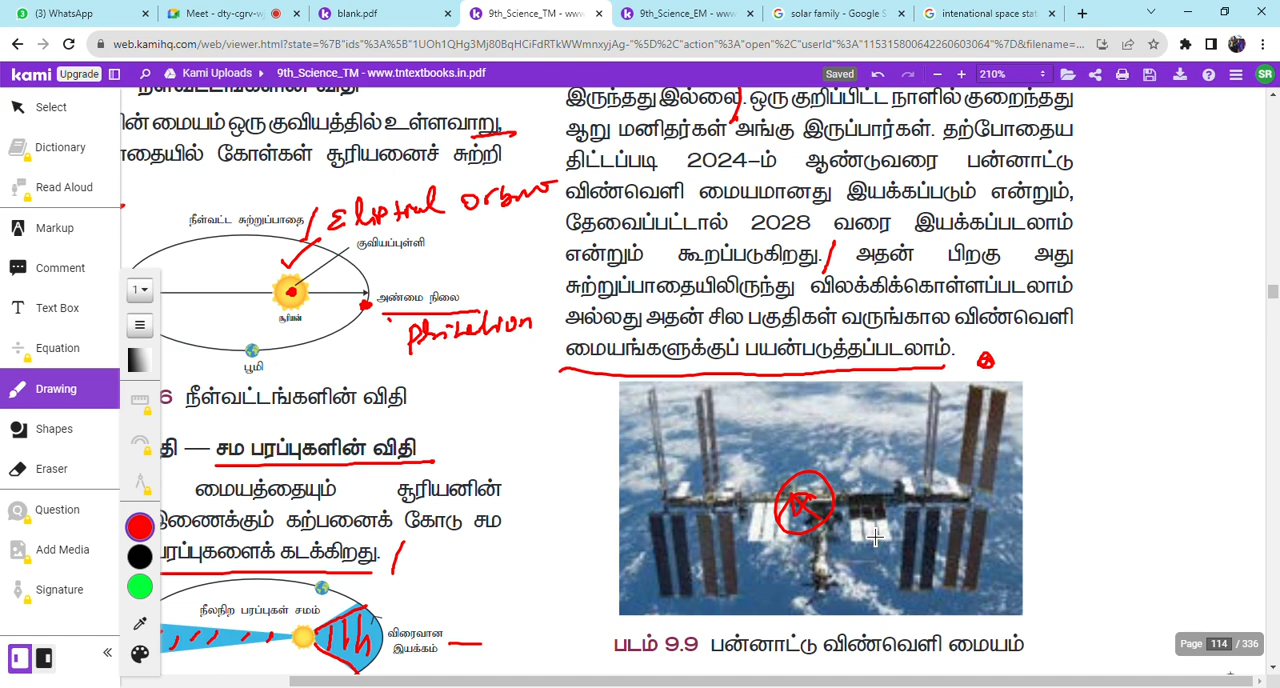 (3) WhatsApp
Meet - dty-cgrv-w
blank.pdf
9th_Science_TM - www
9th_Science_EM - www
solar family - Google S
intenational space stat
web.kamihq.com/web/viewer.html?state=%7B"ids"%3A%5B"1UOh1QHg3Mj80BqHCiFdRTkWWmnxyjAg-"%5D%2C"action"%3A"open"%2C"userId"%3A"115315800642260603064"%7D&filename=...
kami Upgrade
Kami Uploads > 9th_Science_TM - www.tntextbooks.in.pdf
Saved
210%
SR
Select
Dictionary
Read Aloud
Markup
Comment
Text Box
Equation
Drawing
Shapes
Eraser
Question
Add Media
Signature
1
நீள்வட்டங்களின் விதி
ின் மையம் ஒரு குவியத்தில் உள்ளவாறு,
ாதையில் கோள்கள் சூரியனைச் சுற்றி
நீள்வட்ட சுற்றுப்பாதை
குவியப்புள்ளி
சூரியன்
அண்மை நிலை
பூமி
6 நீள்வட்டங்களின் விதி
தி — சம பரப்புகளின் விதி
மையத்தையும் சூரியனின்
இணைக்கும் கற்பனைக் கோடு சம
பரப்புகளைக் கடக்கிறது.
நீலநிற பரப்புகள் சமம்
விரைவான
இயக்கம்
இருந்தது இல்லை. ஒரு குறிப்பிட்ட நாளில் குறைந்தது
ஆறு மனிதர்கள் அங்கு இருப்பார்கள். தற்போதைய
திட்டப்படி 2024–ம் ஆண்டுவரை பன்னாட்டு
விண்வெளி மையமானது இயக்கப்படும் என்றும்,
தேவைப்பட்டால் 2028 வரை இயக்கப்படலாம்
என்றும் கூறப்படுகிறது. அதன் பிறகு அது
சுற்றுப்பாதையிலிருந்து விலக்கிக்கொள்ளப்படலாம்
அல்லது அதன் சில பகுதிகள் வருங்கால விண்வெளி
மையங்களுக்குப் பயன்படுத்தப்படலாம்.
படம் 9.9 பன்னாட்டு விண்வெளி மையம்
Page 114 / 336